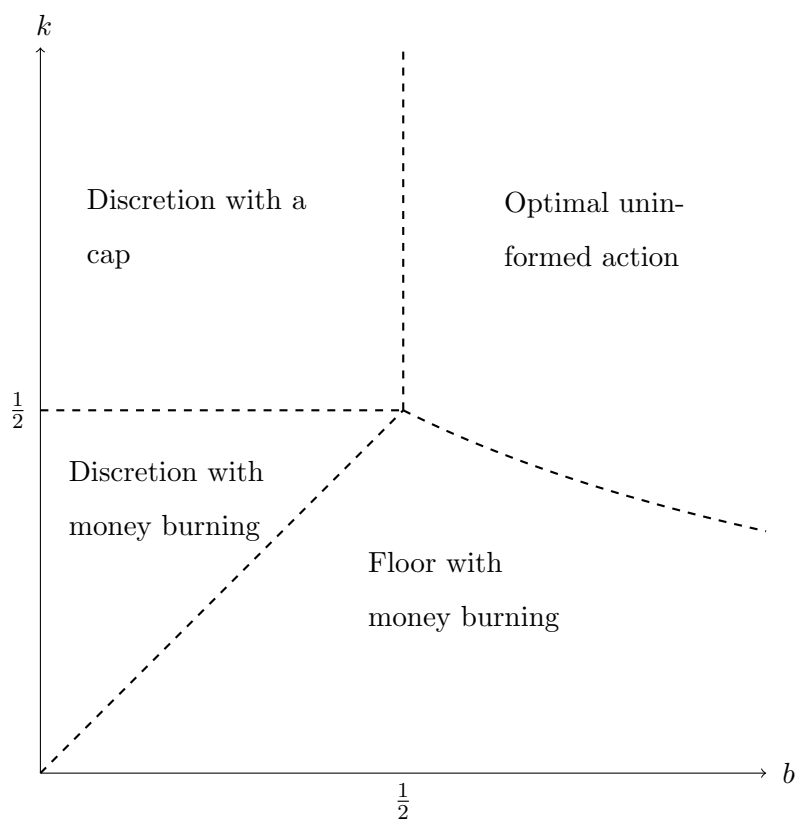 k
Discretion with a
cap
Optimal unin-
formed action
1/2
Discretion with
money burning
Floor with
money burning
b
1/2